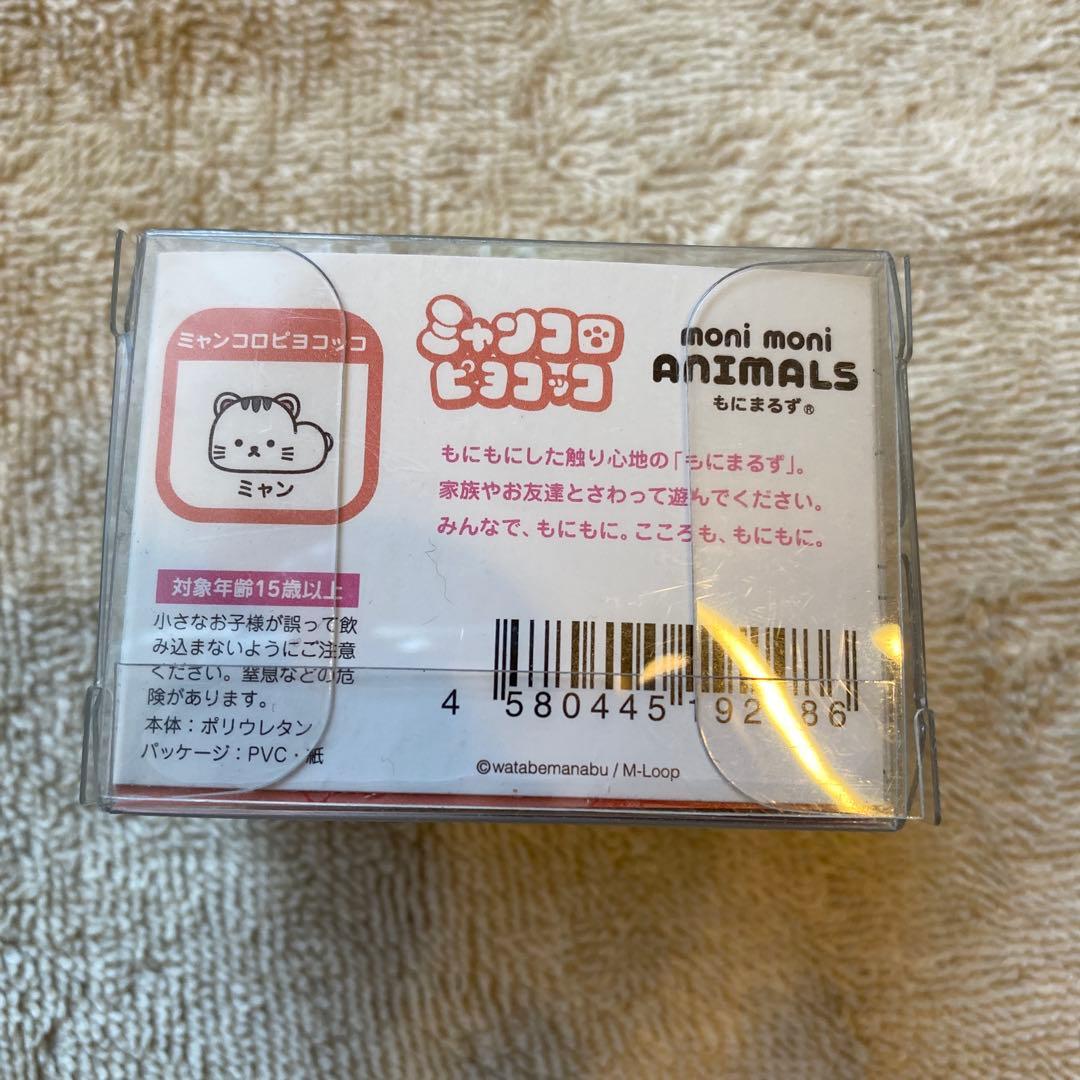 ミャンコロピヨコッコ
ミャン
ミャンコロ
ピヨコッコ
moni moni
ANIMALS
もにまるず®
もにもにした触り心地の「もにまるず」。
家族やお友達とさわって遊んでください。
みんなで、もにもに。こころも、もにもに。
対象年齢15歳以上
小さなお子様が誤って飲
み込まないようにご注意
ください。窒息などの危
険があります。
本体：ポリウレタン
パッケージ：PVC・紙
4 580445
©watabemanabu / M-Loop